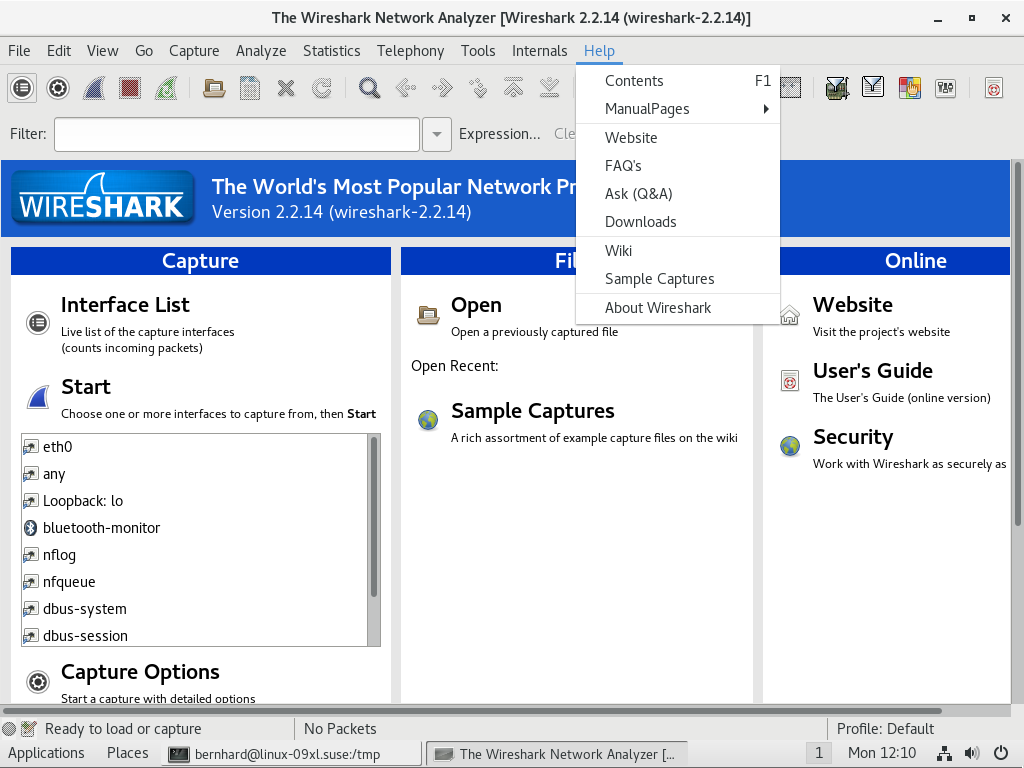 The Wireshark Network Analyzer [Wireshark 2.2.14 (wireshark-2.2.14)]
File Edit View Go Capture Analyze Statistics Telephony Tools Internals Help
Contents F1
ManualPages
Website
FAQ's
Ask (Q&A)
Downloads
Wiki
Sample Captures
About Wireshark
Filter: Expression... Cle
WIRESHARK
The World's Most Popular Network Pr
Version 2.2.14 (wireshark-2.2.14)
Capture
Interface List
Live list of the capture interfaces
(counts incoming packets)
Start
Choose one or more interfaces to capture from, then Start
eth0
any
Loopback: lo
bluetooth-monitor
nflog
nfqueue
dbus-system
dbus-session
Capture Options
Start a capture with detailed options
Fil
Open
Open a previously captured file
Open Recent:
Sample Captures
A rich assortment of example capture files on the wiki
Online
Website
Visit the project's website
User's Guide
The User's Guide (online version)
Security
Work with Wireshark as securely as
Ready to load or capture No Packets Profile: Default
Applications Places bernhard@linux-09xl.suse:/tmp The Wireshark Network Analyzer [... 1 Mon 12:10